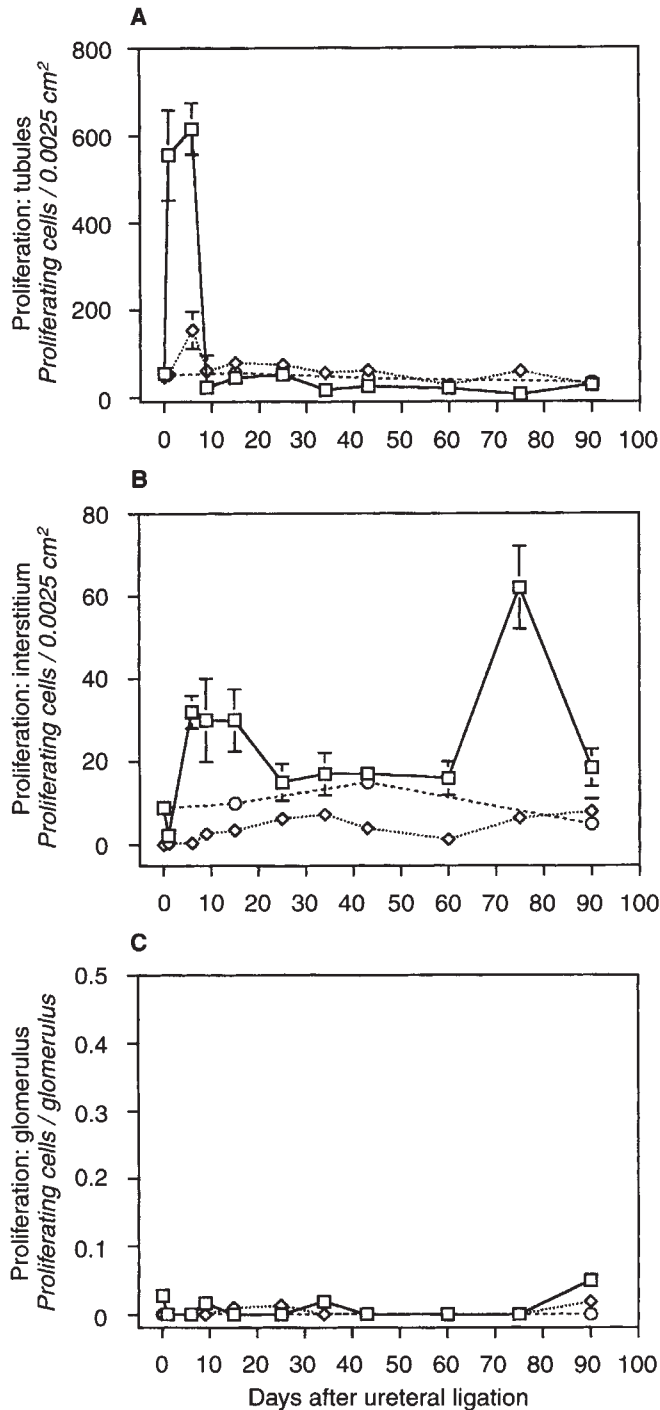 A
Proliferation: tubules
Proliferating cells / 0.0025 cm²
800
600
400
200
0
0 10 20 30 40 50 60 70 80 90 100
B
Proliferation: interstitium
Proliferating cells / 0.0025 cm²
80
60
40
20
0
0 10 20 30 40 50 60 70 80 90 100
C
Proliferation: glomerulus
Proliferating cells / glomerulus
0.5
0.4
0.3
0.2
0.1
0
0 10 20 30 40 50 60 70 80 90 100
Days after ureteral ligation